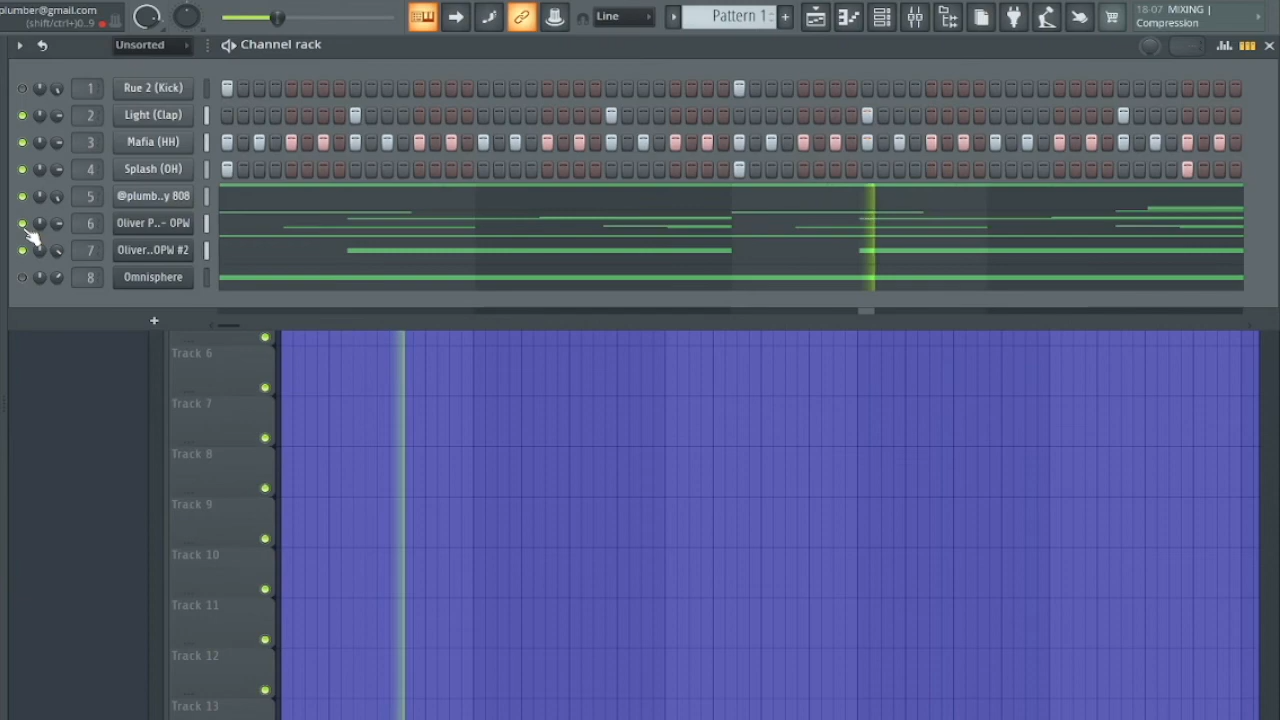 plumber@gmail.com
(shift/ctrl+)0..9
Line
Pattern 1
18-07 MIXING |
Compression
Unsorted
Channel rack
1 Rue 2 (Kick)
2 Light (Clap)
3 Mafia (HH)
4 Splash (OH)
5 @plumb..y 808
6 Oliver P..- OPW
7 Oliver..OPW #2
8 Omnisphere
+
Track 6
Track 7
Track 8
Track 9
Track 10
Track 11
Track 12
Track 13